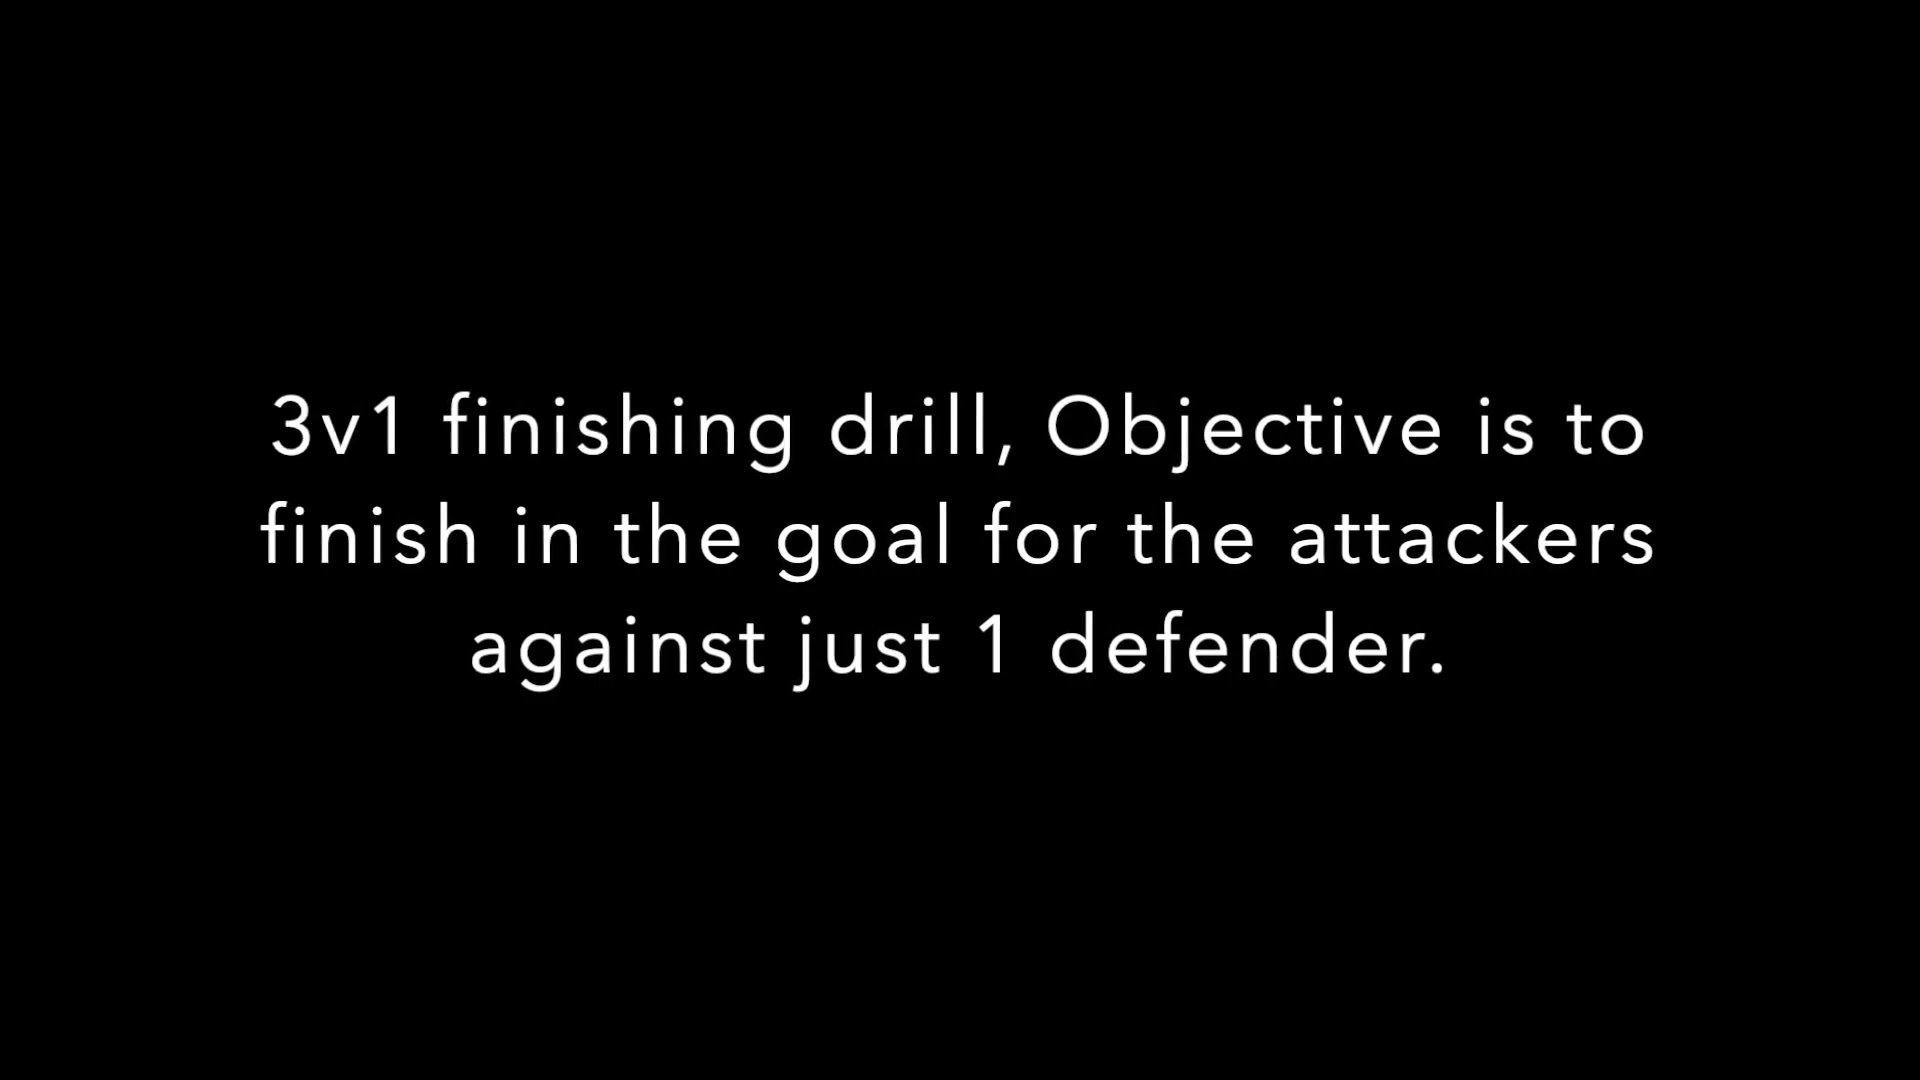 3v1 finishing drill, Objective is to
finish in the goal for the attackers
against just 1 defender.